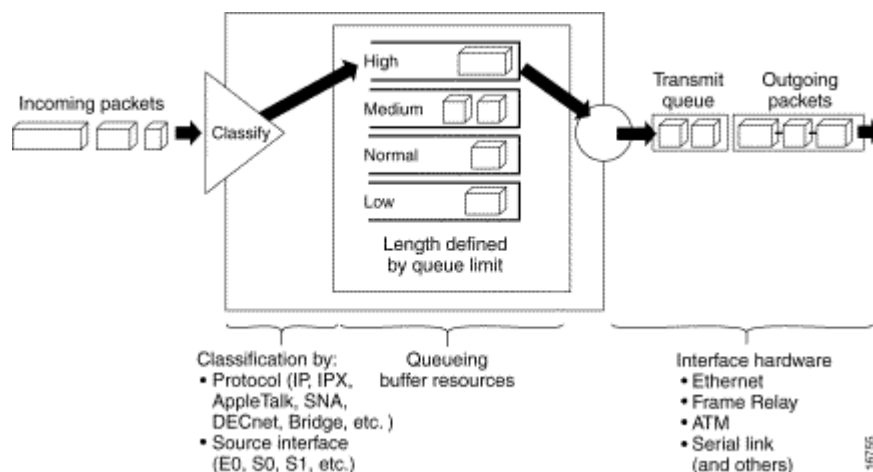 Incoming packets
Classify
High
Medium
Normal
Low
Length defined
by queue limit
Transmit
queue
Outgoing
packets
Classification by:
• Protocol (IP, IPX,
AppleTalk, SNA,
DECnet, Bridge, etc. )
• Source interface
(E0, S0, S1, etc.)
Queueing
buffer resources
Interface hardware
• Ethernet
• Frame Relay
• ATM
• Serial link
(and others)
16755